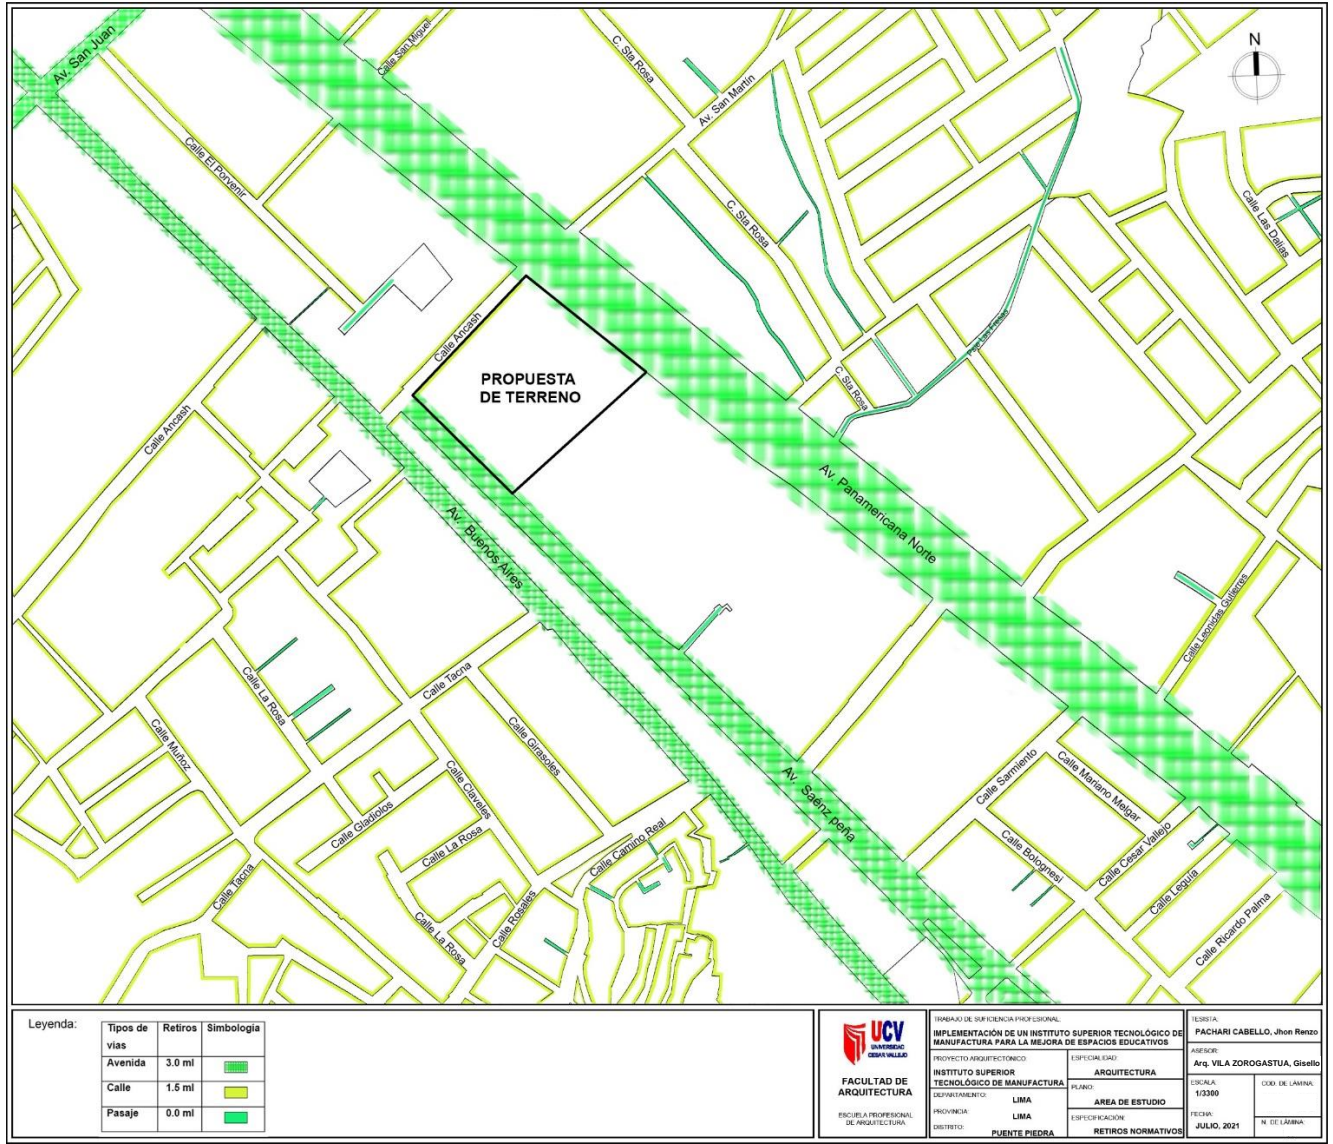 Av. San Juan
Calle San Miguel
C. Sta Rosa
Av. San Martín
N
Calle El Porvenir
C. Sta Rosa
Calle Las Dalias
Calle Ancash
PROPUESTA
DE TERRENO
C. Sta Rosa
Calle Ancash
Av. Panamericana Norte
Av. Buenos Aires
Calle Leonidas Gutierres
Calle Tacna
Calle La Rosa
Calle Muñoz
Calle Girasoles
Calle Claveles
Av. Saénz peña
Calle Sarmiento
Calle Mariano Melgar
Calle Gladiolos
Calle La Rosa
Calle Camino Real
Calle Bolognesi
Calle Cesar Vallejo
Calle Leguía
Calle Tacna
Calle Rosales
Calle La Rosa
Calle Ricardo Palma
Leyenda:
Tipos de vías Retiros Simbología
Avenida 3.0 ml
Calle 1.5 ml
Pasaje 0.0 ml
UCV
UNIVERSIDAD
CESAR VALLEJO
FACULTAD DE
ARQUITECTURA
ESCUELA PROFESIONAL
DE ARQUITECTURA
TRABAJO DE SUFICIENCIA PROFESIONAL:
IMPLEMENTACIÓN DE UN INSTITUTO SUPERIOR TECNOLÓGICO DE
MANUFACTURA PARA LA MEJORA DE ESPACIOS EDUCATIVOS
PROYECTO ARQUITECTÓNICO:
INSTITUTO SUPERIOR
TECNOLÓGICO DE MANUFACTURA
DEPARTAMENTO: LIMA
PROVINCIA: LIMA
DISTRITO: PUENTE PIEDRA
ESPECIALIDAD:
ARQUITECTURA
PLANO:
AREA DE ESTUDIO
ESPECIFICACIÓN:
RETIROS NORMATIVOS
TESISTA:
PACHARI CABELLO, Jhon Renzo
ASESOR:
Arq. VILA ZOROGASTUA, Gisello
ESCALA:
1/3300
COD. DE LÁMINA:
FECHA:
JULIO, 2021
N. DE LÁMINA: